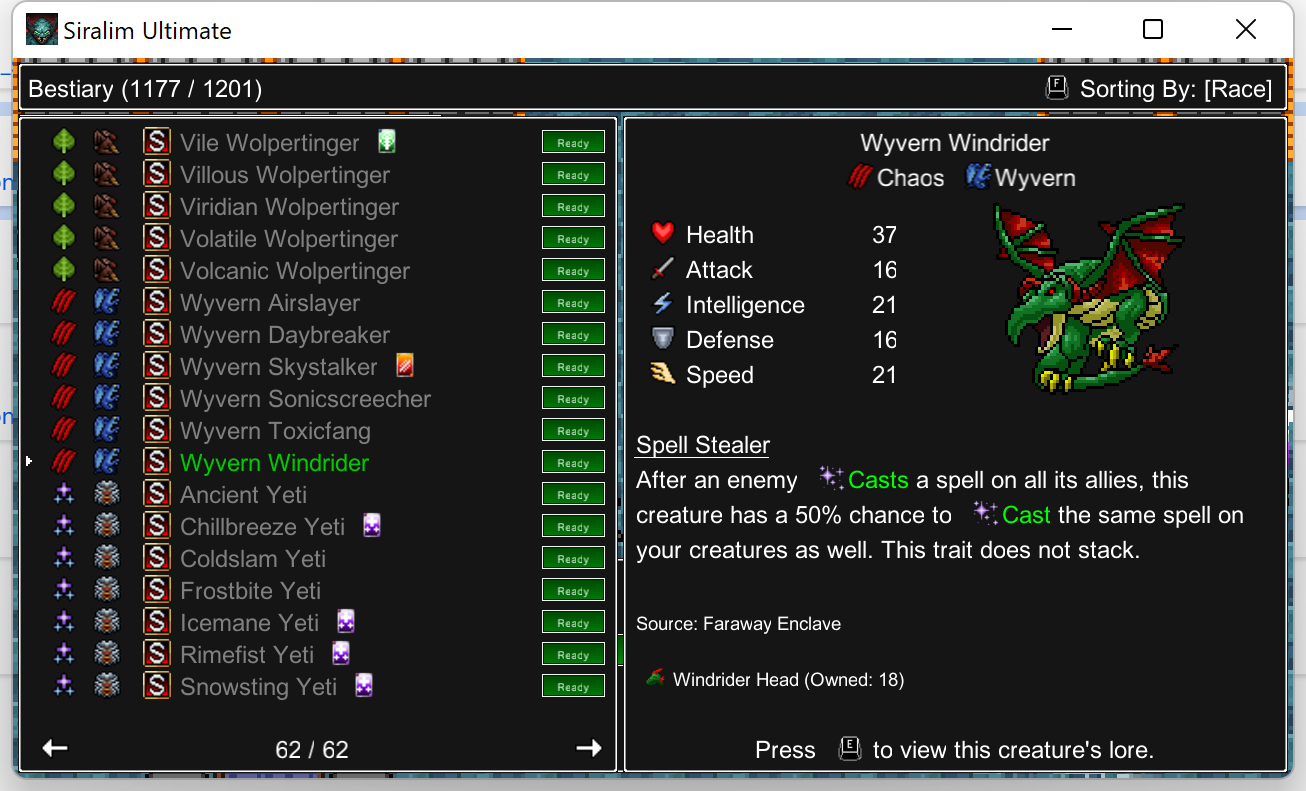 Siralim Ultimate
Bestiary (1177 / 1201)
F Sorting By: [Race]
S Vile Wolpertinger Ready
S Villous Wolpertinger Ready
S Viridian Wolpertinger Ready
S Volatile Wolpertinger Ready
S Volcanic Wolpertinger Ready
S Wyvern Airslayer Ready
S Wyvern Daybreaker Ready
S Wyvern Skystalker Ready
S Wyvern Sonicscreecher Ready
S Wyvern Toxicfang Ready
S Wyvern Windrider Ready
S Ancient Yeti Ready
S Chillbreeze Yeti Ready
S Coldslam Yeti Ready
S Frostbite Yeti Ready
S Icemane Yeti Ready
S Rimefist Yeti Ready
S Snowsting Yeti Ready
62 / 62
Wyvern Windrider
Chaos Wyvern
Health 37
Attack 16
Intelligence 21
Defense 16
Speed 21
Spell Stealer
After an enemy Casts a spell on all its allies, this
creature has a 50% chance to Cast the same spell on
your creatures as well. This trait does not stack.
Source: Faraway Enclave
Windrider Head (Owned: 18)
Press E to view this creature's lore.